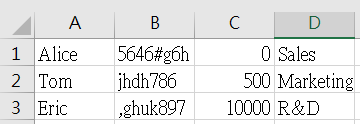 A B C D
1 Alice 5646#g6h 0 Sales
2 Tom jhdh786 500 Marketing
3 Eric ,ghuk897 10000 R&D